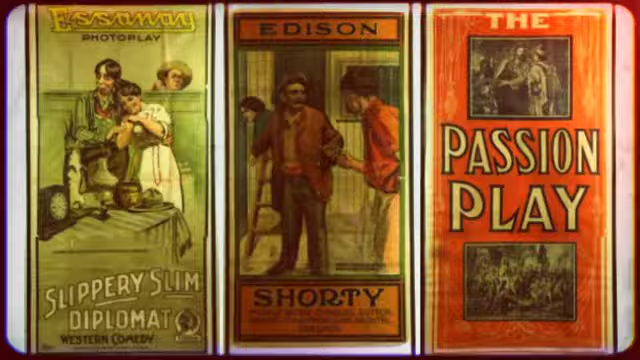 Essanay
PHOTOPLAY
SLIPPERY SLIM
DIPLOMAT
WESTERN COMEDY
EDISON
SHORTY
THE
PASSION
PLAY